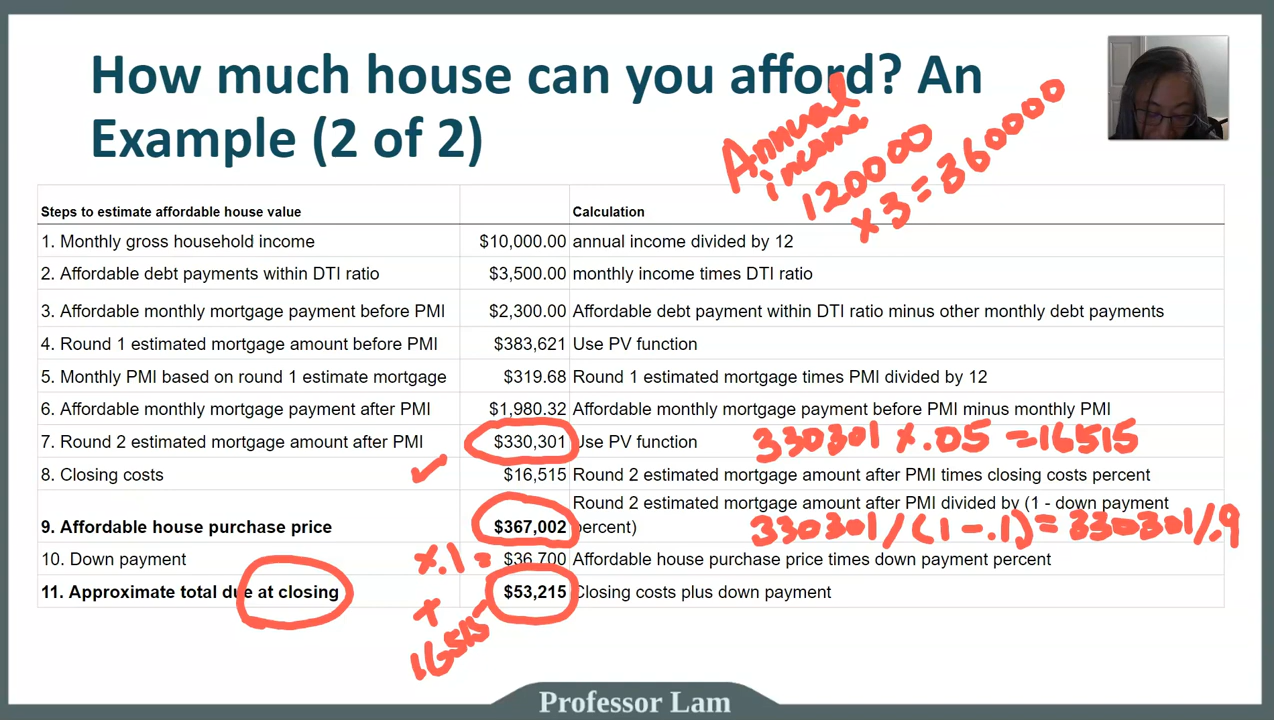 How much house can you afford? An
Example (2 of 2)
Annual
income
120000
x 3 = 360000
Steps to estimate affordable house value Calculation
1. Monthly gross household income $10,000.00 annual income divided by 12
2. Affordable debt payments within DTI ratio $3,500.00 monthly income times DTI ratio
3. Affordable monthly mortgage payment before PMI $2,300.00 Affordable debt payment within DTI ratio minus other monthly debt payments
4. Round 1 estimated mortgage amount before PMI $383,621 Use PV function
5. Monthly PMI based on round 1 estimate mortgage $319.68 Round 1 estimated mortgage times PMI divided by 12
6. Affordable monthly mortgage payment after PMI $1,980.32 Affordable monthly mortgage payment before PMI minus monthly PMI
7. Round 2 estimated mortgage amount after PMI $330,301 Use PV function 330301 x .05 = 16515
8. Closing costs $16,515 Round 2 estimated mortgage amount after PMI times closing costs percent
Round 2 estimated mortgage amount after PMI divided by (1 - down payment
9. Affordable house purchase price $367,002 percent) 330301 / (1 - .1) = 330301 / .9
10. Down payment x .1 = $36,700 Affordable house purchase price times down payment percent
11. Approximate total due at closing $53,215 Closing costs plus down payment
+
16515
Professor Lam